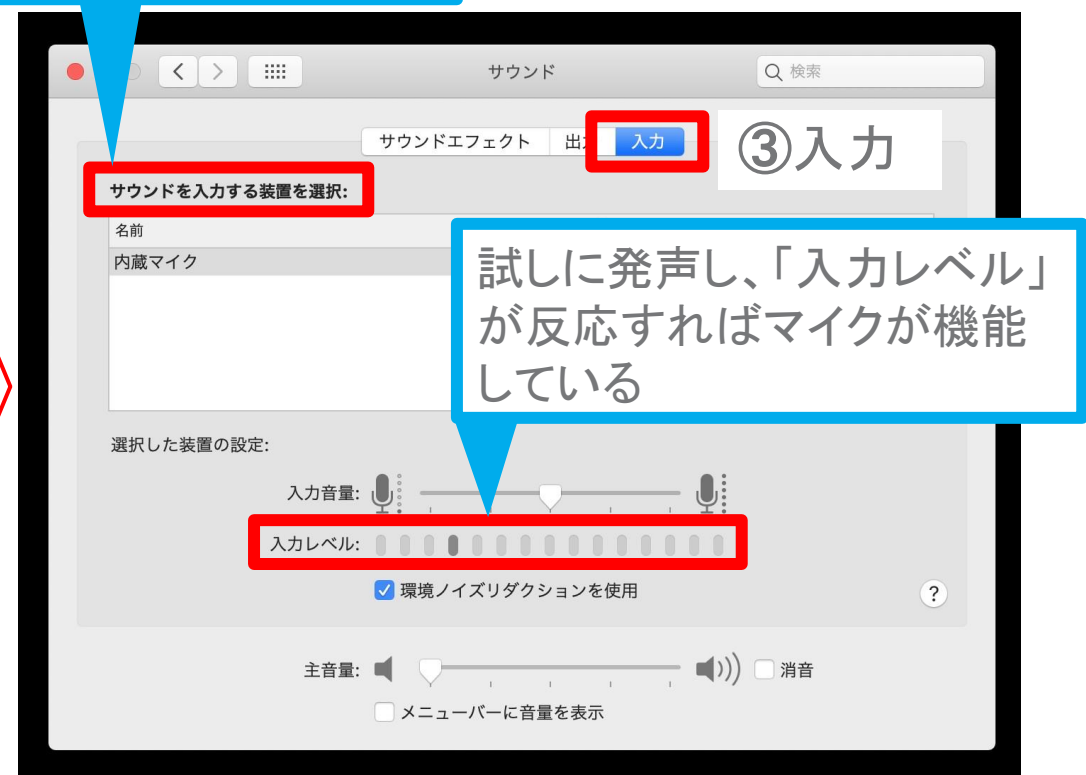 サウンド
検索
サウンドエフェクト
出
入力
③入力
サウンドを入力する装置を選択:
名前
内蔵マイク
試しに発声し、「入力レベル」
が反応すればマイクが機能
している
選択した装置の設定:
入力音量:
入力レベル:
環境ノイズリダクションを使用
?
主音量:
消音
メニューバーに音量を表示